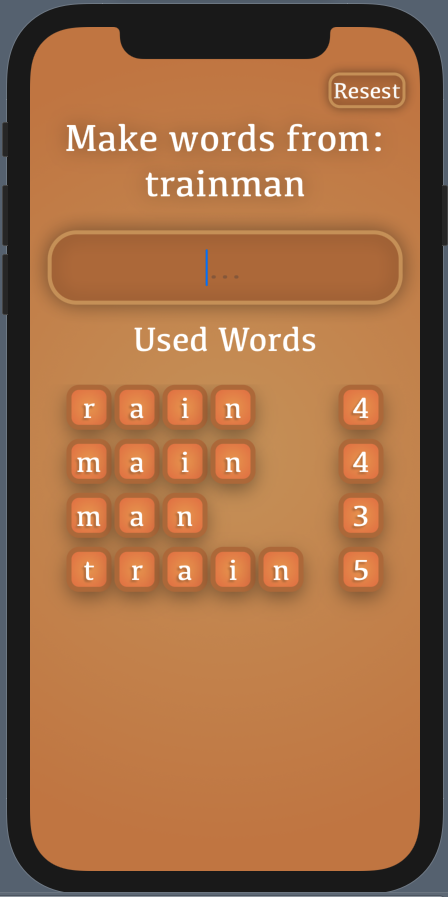 Resest
Make words from:
trainman
...
Used Words
r a i n 4
m a i n 4
m a n 3
t r a i n 5